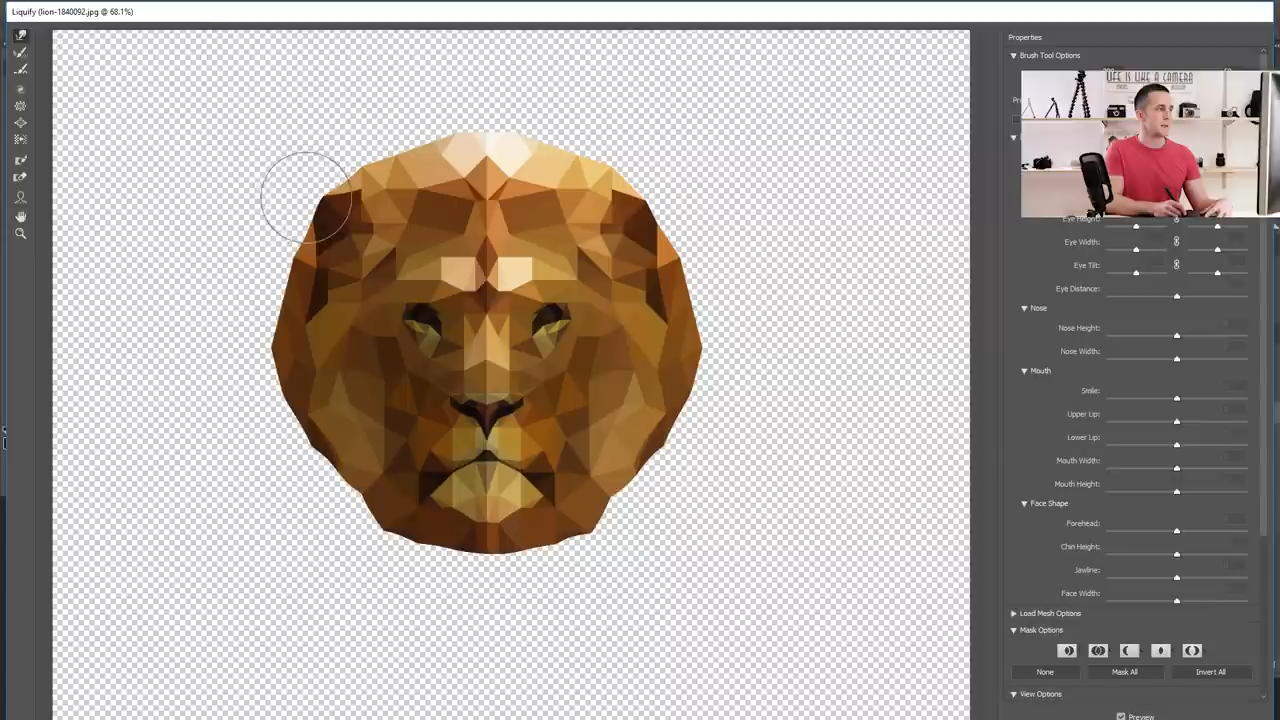 Liquify (lion-1840092.jpg @ 68.1%)
Properties
Brush Tool Options
LIFE IS LIKE A CAMERA
Eye Height:
Eye Width:
Eye Tilt:
Eye Distance:
Nose
Nose Height:
Nose Width:
Mouth
Smile:
Upper Lip:
Lower Lip:
Mouth Width:
Mouth Height:
Face Shape
Forehead:
Chin Height:
Jawline:
Face Width:
Load Mesh Options
Mask Options
None
Mask All
Invert All
View Options
Preview